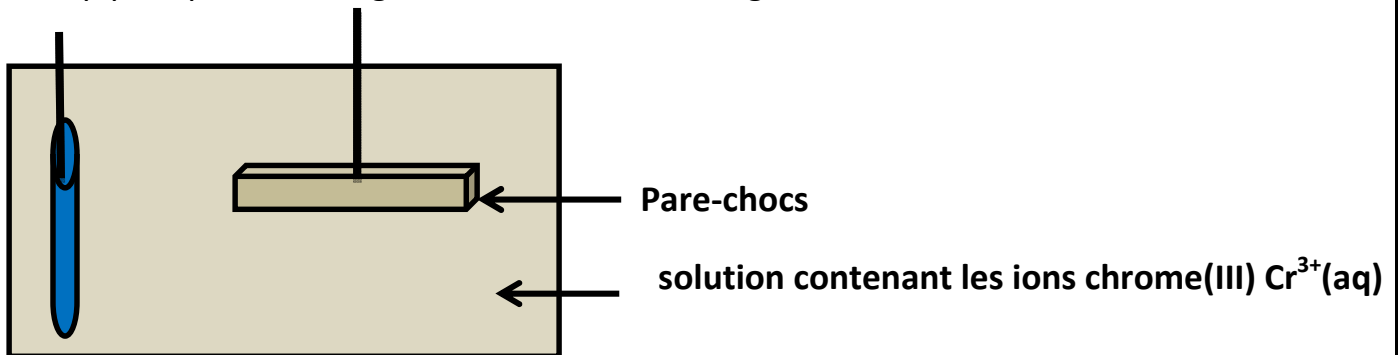 Pare-chocs
solution contenant les ions chrome(III) Cr³⁺(aq)